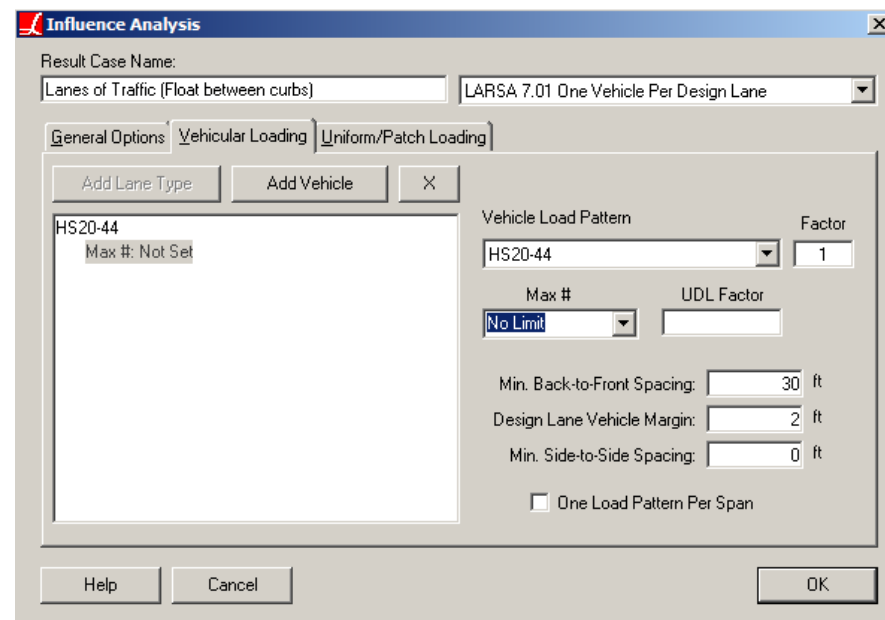 Influence Analysis
Result Case Name:
Lanes of Traffic (Float between curbs)
LARSA 7.01 One Vehicle Per Design Lane
General Options
Vehicular Loading
Uniform/Patch Loading
Add Lane Type
Add Vehicle
X
HS20-44
Max #: Not Set
Vehicle Load Pattern
Factor
HS20-44
1
Max #
UDL Factor
No Limit
Min. Back-to-Front Spacing: 30 ft
Design Lane Vehicle Margin: 2 ft
Min. Side-to-Side Spacing: 0 ft
One Load Pattern Per Span
Help
Cancel
OK